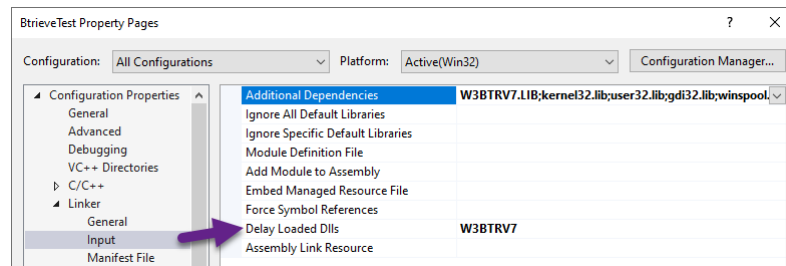 BtrieveTest Property Pages ? ×
Configuration: All Configurations Platform: Active(Win32) Configuration Manager...
Configuration Properties Additional Dependencies W3BTRV7.LIB;kernel32.lib;user32.lib;gdi32.lib;winspool.
General Ignore All Default Libraries
Advanced Ignore Specific Default Libraries
Debugging Module Definition File
VC++ Directories Add Module to Assembly
C/C++ Embed Managed Resource File
Linker Force Symbol References
General Delay Loaded Dlls W3BTRV7
Input Assembly Link Resource
Manifest File